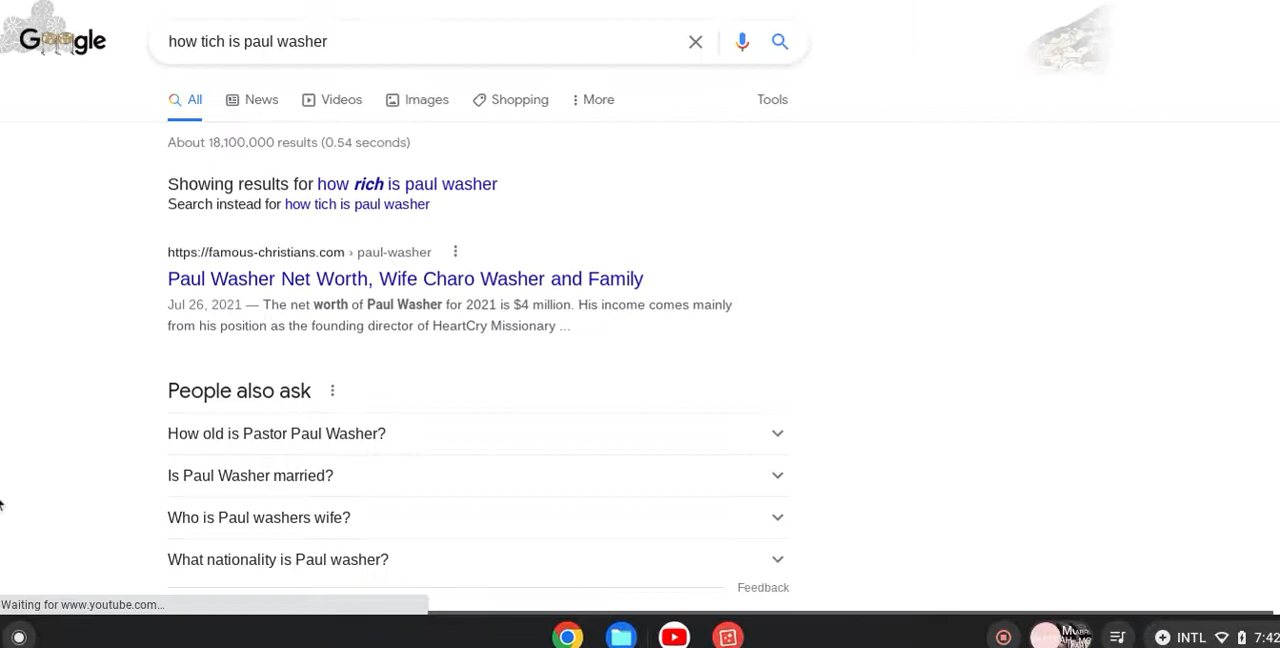 Google
how tich is paul washer
All News Videos Images Shopping More Tools
About 18,100,000 results (0.54 seconds)
Showing results for how rich is paul washer
Search instead for how tich is paul washer
https://famous-christians.com › paul-washer
Paul Washer Net Worth, Wife Charo Washer and Family
Jul 26, 2021 — The net worth of Paul Washer for 2021 is $4 million. His income comes mainly
from his position as the founding director of HeartCry Missionary ...
People also ask
How old is Pastor Paul Washer?
Is Paul Washer married?
Who is Paul washers wife?
What nationality is Paul washer?
Feedback
Waiting for www.youtube.com…
INTL 7:42